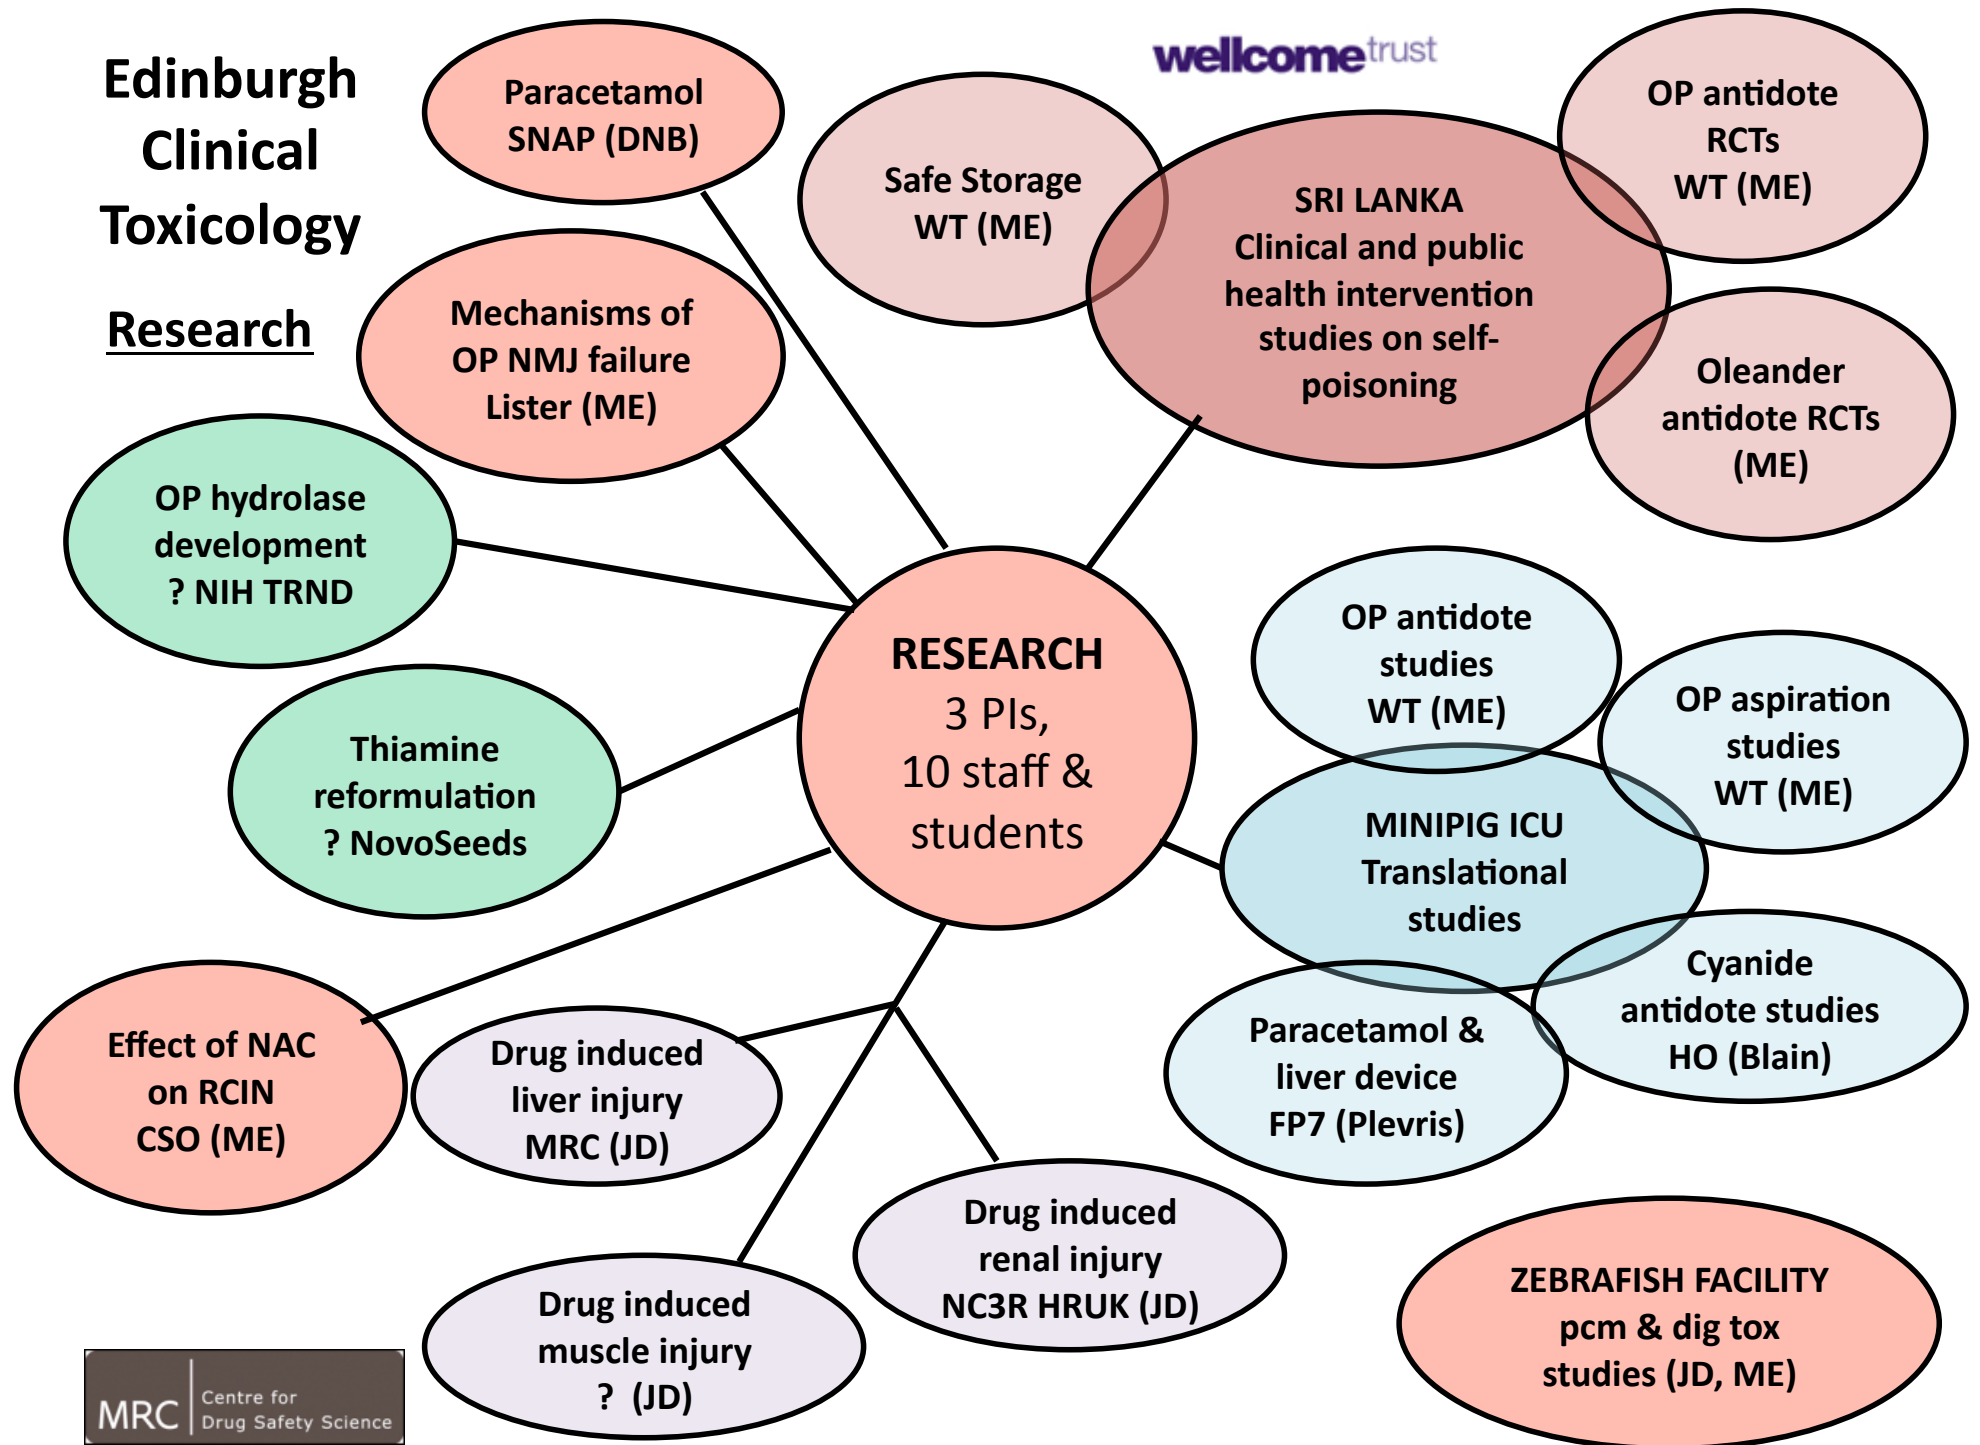 Edinburgh
Clinical
Toxicology
Research
Paracetamol
SNAP (DNB)
wellcometrust
Safe Storage
WT (ME)
SRI LANKA
Clinical and public
health intervention
studies on self-
poisoning
OP antidote
RCTs
WT (ME)
Oleander
antidote RCTs
(ME)
Mechanisms of
OP NMJ failure
Lister (ME)
OP hydrolase
development
? NIH TRND
Thiamine
reformulation
? NovoSeeds
RESEARCH
3 PIs,
10 staff &
students
OP antidote
studies
WT (ME)
OP aspiration
studies
WT (ME)
MINIPIG ICU
Translational
studies
Cyanide
antidote studies
HO (Blain)
Paracetamol &
liver device
FP7 (Plevris)
Effect of NAC
on RCIN
CSO (ME)
Drug induced
liver injury
MRC (JD)
Drug induced
renal injury
NC3R HRUK (JD)
Drug induced
muscle injury
? (JD)
ZEBRAFISH FACILITY
pcm & dig tox
studies (JD, ME)
MRC
Centre for
Drug Safety Science